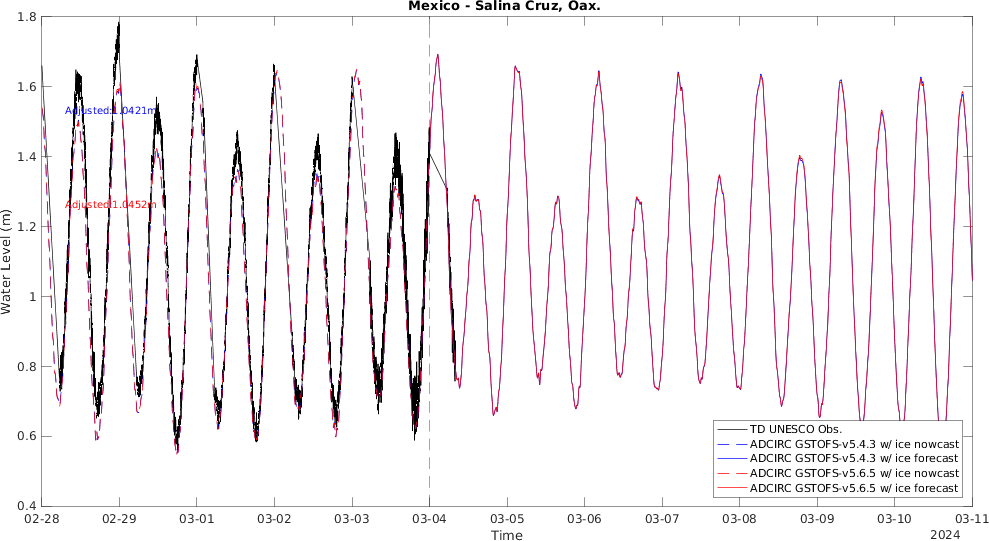 Mexico - Salina Cruz, Oax.
1.8
1.6
1.4
1.2
1
0.8
0.6
0.4
Water Level (m)
Adjusted:1.0421m
Adjusted:1.0452m
TD UNESCO Obs.
ADCIRC GSTOFS-v5.4.3 w/ ice nowcast
ADCIRC GSTOFS-v5.4.3 w/ ice forecast
ADCIRC GSTOFS-v5.6.5 w/ ice nowcast
ADCIRC GSTOFS-v5.6.5 w/ ice forecast
02-28 02-29 03-01 03-02 03-03 03-04 03-05 03-06 03-07 03-08 03-09 03-10 03-11
Time
2024